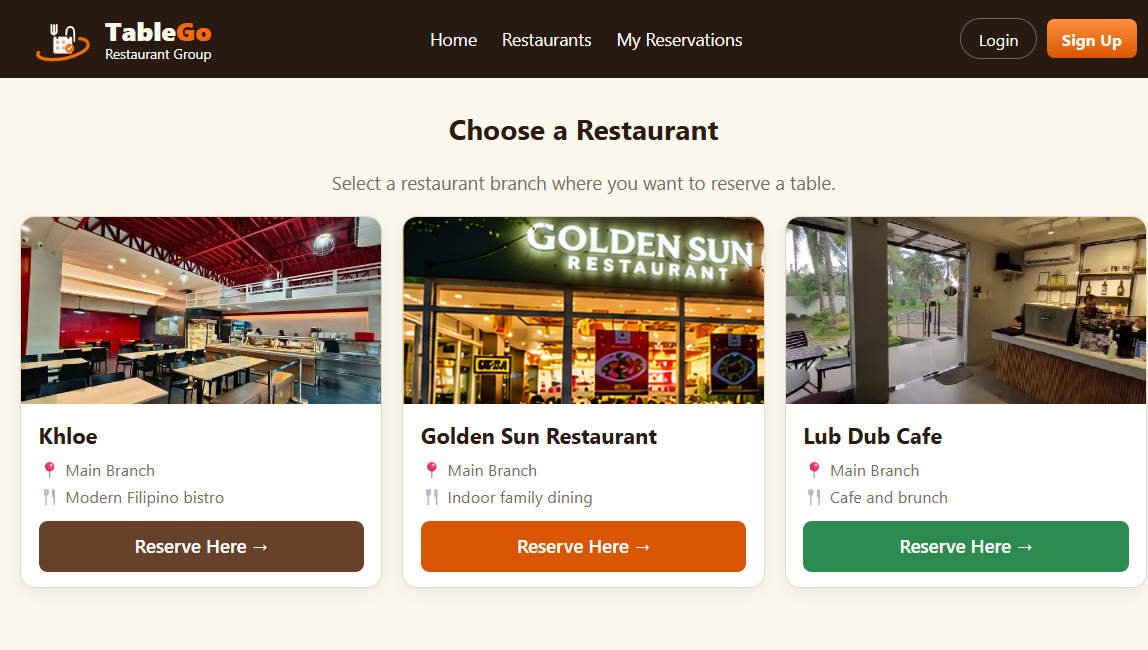 TableGo
Restaurant Group
Home
Restaurants
My Reservations
Login
Sign Up
Choose a Restaurant
Select a restaurant branch where you want to reserve a table.
GOLDEN SUN
RESTAURANT
Khloe
Main Branch
Modern Filipino bistro
Reserve Here →
Golden Sun Restaurant
Main Branch
Indoor family dining
Reserve Here →
Lub Dub Cafe
Main Branch
Cafe and brunch
Reserve Here →